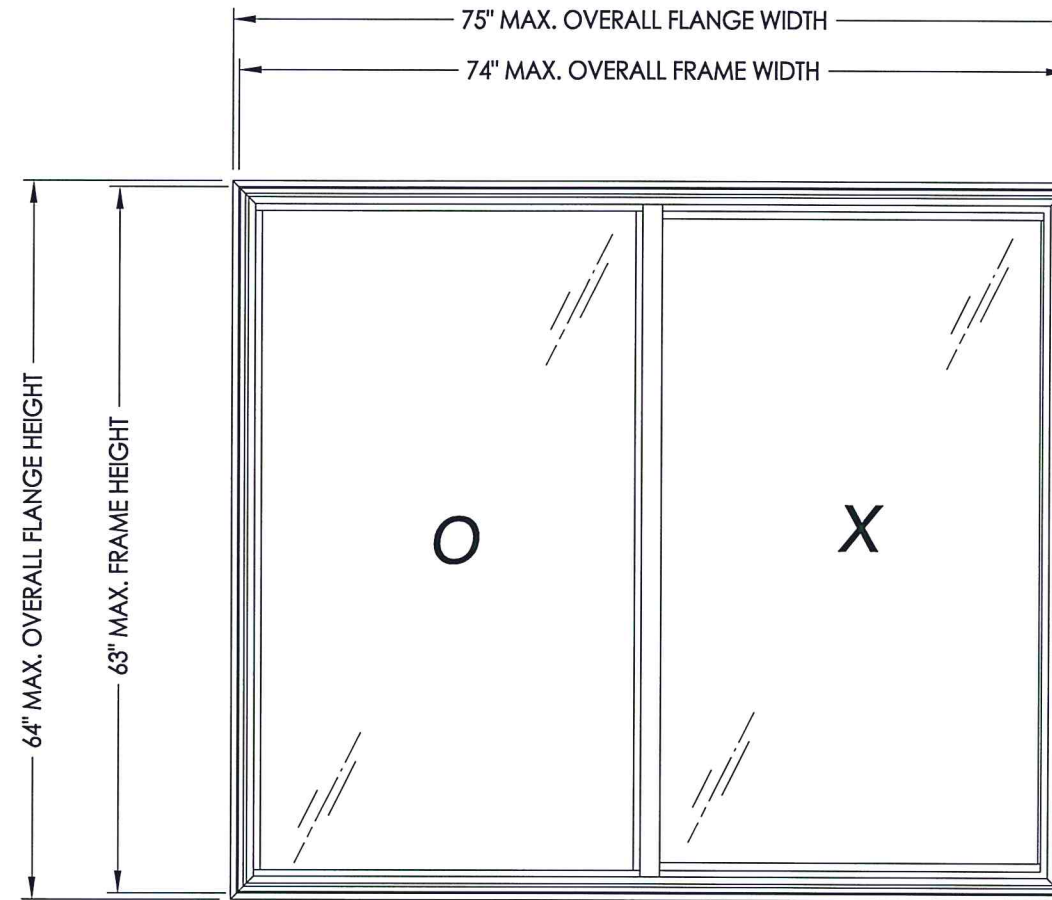 75" MAX. OVERALL FLANGE WIDTH
74" MAX. OVERALL FRAME WIDTH
64" MAX. OVERALL FLANGE HEIGHT
63" MAX. FRAME HEIGHT
O
X